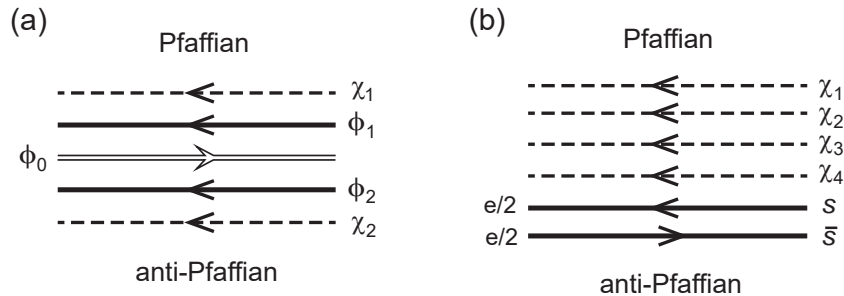 (a)
Pfaffian
χ₁
ϕ₁
ϕ₀
ϕ₂
χ₂
anti-Pfaffian
(b)
Pfaffian
χ₁
χ₂
χ₃
χ₄
e/2 s
e/2 s̄
anti-Pfaffian